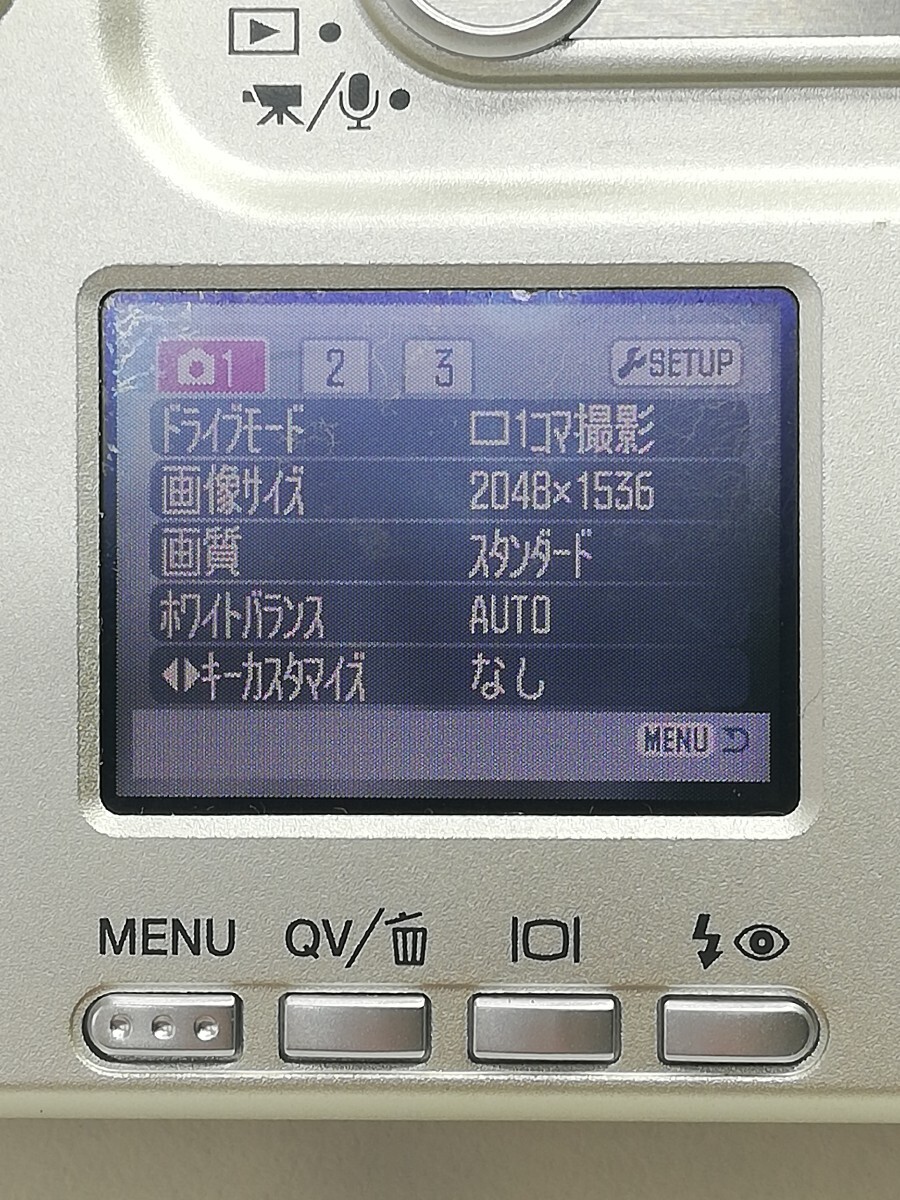 1 2 3 SETUP
ドライブモード 1コマ撮影
画像サイズ 2048×1536
画質 スタンダード
ホワイトバランス AUTO
キーカスタマイズ なし
MENU
MENU QV/